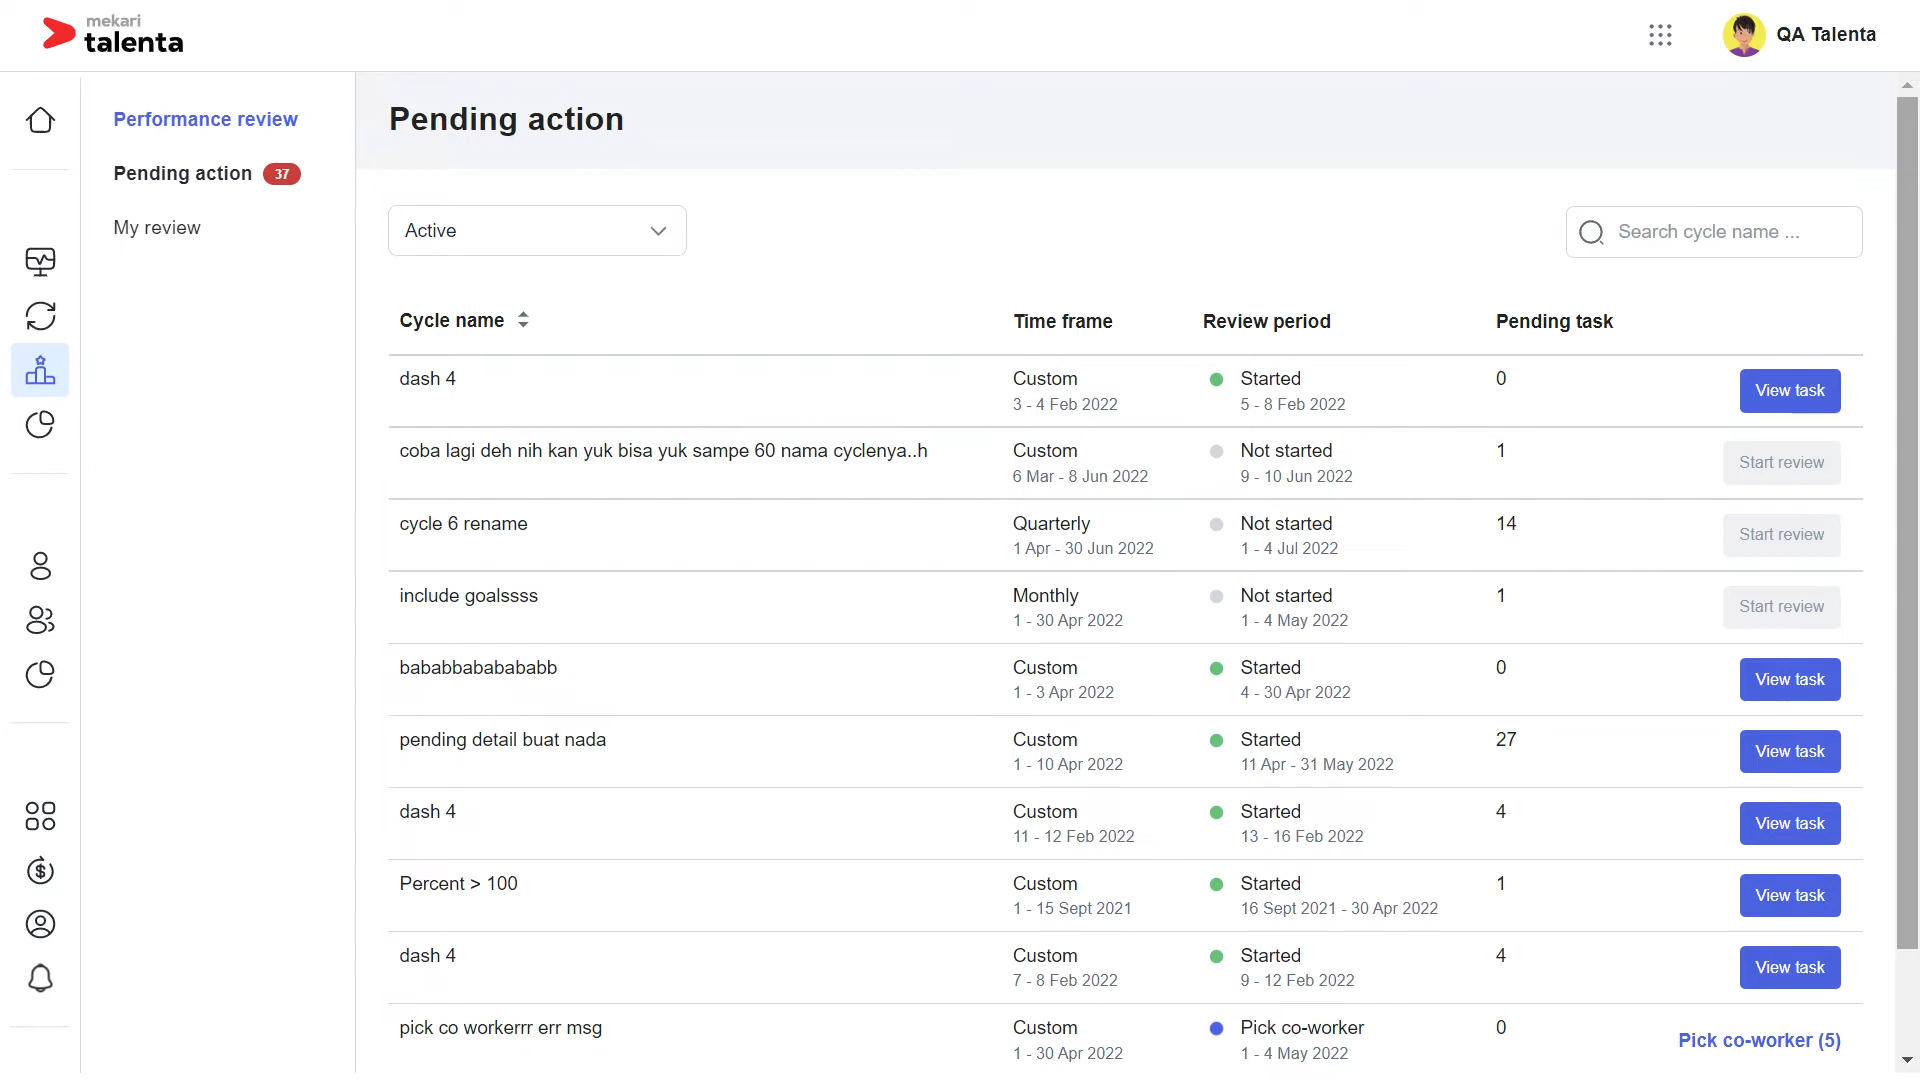 mekari
talenta
QA Talenta
Performance review
Pending action 37
My review
Pending action
Active
Search cycle name ...
Cycle name Time frame Review period Pending task
dash 4 Custom Started 0 View task
3 - 4 Feb 2022 5 - 8 Feb 2022
coba lagi deh nih kan yuk bisa yuk sampe 60 nama cyclenya..h Custom Not started 1 Start review
6 Mar - 8 Jun 2022 9 - 10 Jun 2022
cycle 6 rename Quarterly Not started 14 Start review
1 Apr - 30 Jun 2022 1 - 4 Jul 2022
include goalssss Monthly Not started 1 Start review
1 - 30 Apr 2022 1 - 4 May 2022
bababbabababab​b Custom Started 0 View task
1 - 3 Apr 2022 4 - 30 Apr 2022
pending detail buat nada Custom Started 27 View task
1 - 10 Apr 2022 11 Apr - 31 May 2022
dash 4 Custom Started 4 View task
11 - 12 Feb 2022 13 - 16 Feb 2022
Percent > 100 Custom Started 1 View task
1 - 15 Sept 2021 16 Sept 2021 - 30 Apr 2022
dash 4 Custom Started 4 View task
7 - 8 Feb 2022 9 - 12 Feb 2022
pick co workerrr err msg Custom Pick co-worker 0 Pick co-worker (5)
1 - 30 Apr 2022 1 - 4 May 2022